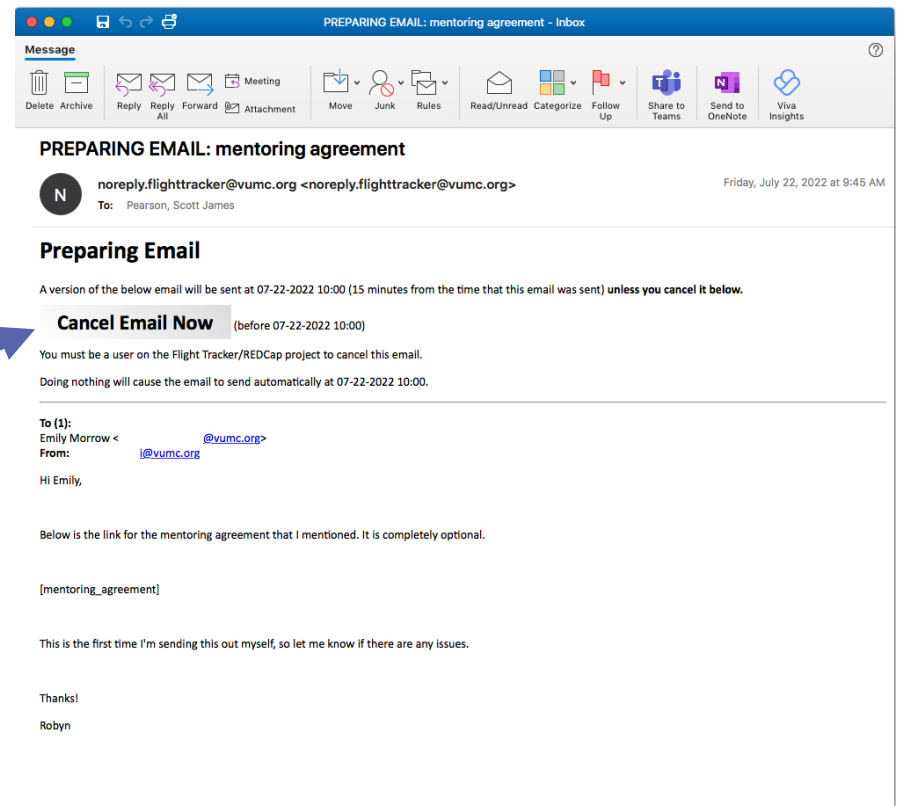 PREPARING EMAIL: mentoring agreement - Inbox
Message
Delete Archive Reply Reply All Forward Meeting Attachment Move Junk Rules Read/Unread Categorize Follow Up Share to Teams Send to OneNote Viva Insights
PREPARING EMAIL: mentoring agreement
N
noreply.flighttracker@vumc.org <noreply.flighttracker@vumc.org>
Friday, July 22, 2022 at 9:45 AM
To: Pearson, Scott James
Preparing Email
A version of the below email will be sent at 07-22-2022 10:00 (15 minutes from the time that this email was sent) unless you cancel it below.
Cancel Email Now (before 07-22-2022 10:00)
You must be a user on the Flight Tracker/REDCap project to cancel this email.
Doing nothing will cause the email to send automatically at 07-22-2022 10:00.
To (1):
Emily Morrow < @vumc.org>
From: i@vumc.org
Hi Emily,
Below is the link for the mentoring agreement that I mentioned. It is completely optional.
[mentoring_agreement]
This is the first time I'm sending this out myself, so let me know if there are any issues.
Thanks!
Robyn